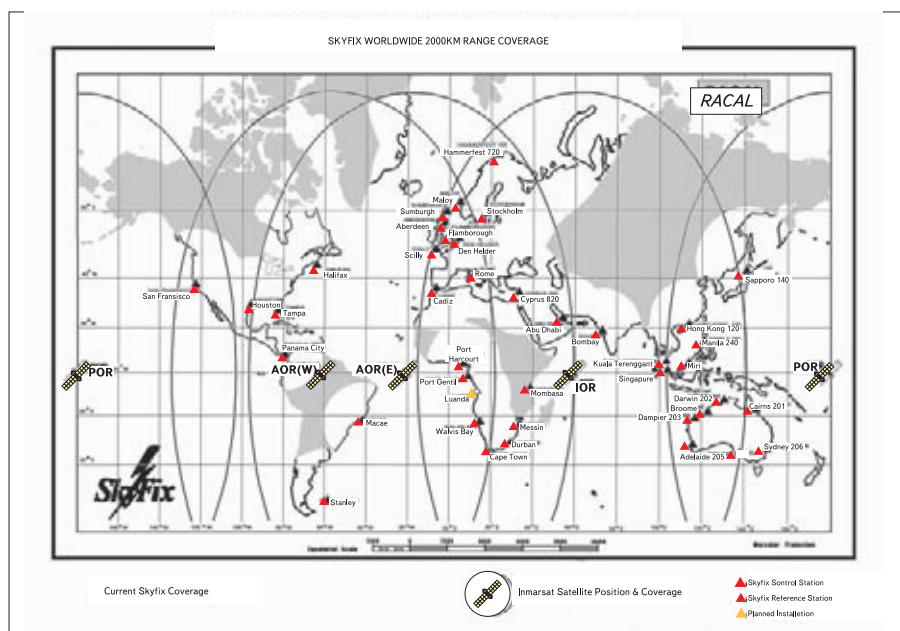 SKYFIX WORLDWIDE 2000KM RANGE COVERAGE
RACAL
Hammerfest 720
Maloy
Sumburgh
Stockholm
Aberdeen
Flamborough
Den Helder
Scilly
Halifax
Rome
Sapporo 140
San Fransisco
Cadiz
Cyprus 820
Houston
Tampa
Abu Dhabi
Hong Kong 120
Bombay
Manila 240
Panama City
Port
Harcourt
Kuala Terenggant
Miri
POR
AOR(W)
AOR(E)
Port Gentil
IOR
Singapure
POR
Luanda
Mombasa
Darwin 202
Broome
Cairns 201
Dampier 203
Macae
Walvis Bay
Messin
Durban
Cape Town
Adelaide 205
Sydney 206
SkyFix
Stanley
Equatorial Scale
Current Skyfix Coverage
Inmarsat Satellite Position & Coverage
Skyfix Sontrol Station
Skyfix Reference Station
Planned Installetion